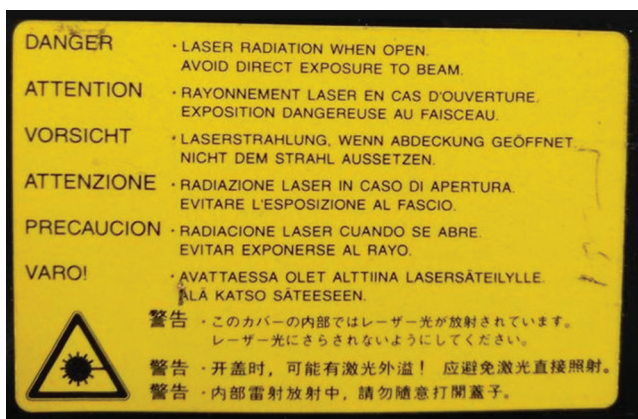 DANGER · LASER RADIATION WHEN OPEN.
AVOID DIRECT EXPOSURE TO BEAM.
ATTENTION · RAYONNEMENT LASER EN CAS D'OUVERTURE.
EXPOSITION DANGEREUSE AU FAISCEAU.
VORSICHT · LASERSTRAHLUNG, WENN ABDECKUNG GEÖFFNET
NICHT DEM STRAHL AUSSETZEN.
ATTENZIONE · RADIAZIONE LASER IN CASO DI APERTURA.
EVITARE L'ESPOSIZIONE AL FASCIO.
PRECAUCION · RADIACIONE LASER CUANDO SE ABRE.
EVITAR EXPONERSE AL RAYO.
VARO! · AVATTAESSA OLET ALTTIINA LASERSÄTEILYLLE.
ÄLÄ KATSO SÄTEESEEN.
警告 · このカバーの内部ではレーザー光が放射されています。
レーザー光にさらされないようにしてください。
警告 · 开盖时，可能有激光外溢！ 应避免激光直接照射。
警告 · 内部雷射放射中，請勿隨意打開蓋子。